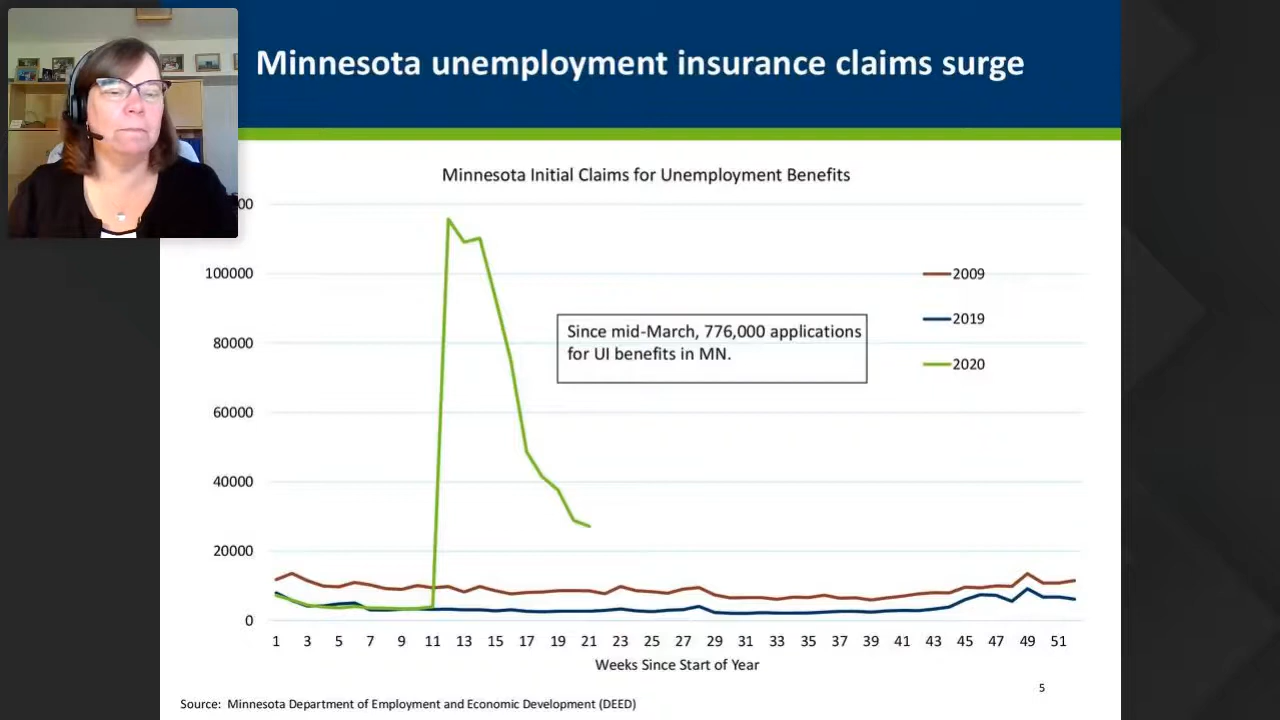 Minnesota unemployment insurance claims surge
Minnesota Initial Claims for Unemployment Benefits
100000
80000
60000
40000
20000
0
2009
2019
2020
Since mid-March, 776,000 applications
for UI benefits in MN.
1 3 5 7 9 11 13 15 17 19 21 23 25 27 29 31 33 35 37 39 41 43 45 47 49 51
Weeks Since Start of Year
5
Source: Minnesota Department of Employment and Economic Development (DEED)